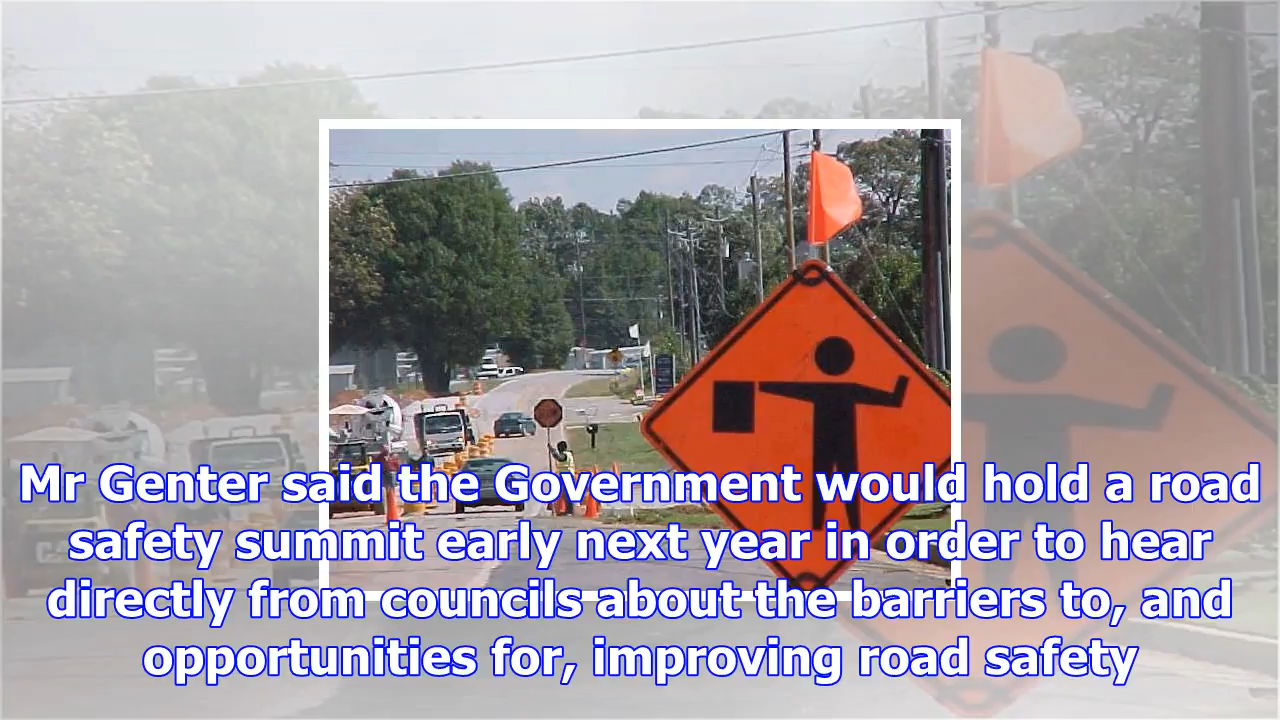 Mr Genter said the Government would hold a road
safety summit early next year in order to hear
directly from councils about the barriers to, and
opportunities for, improving road safety